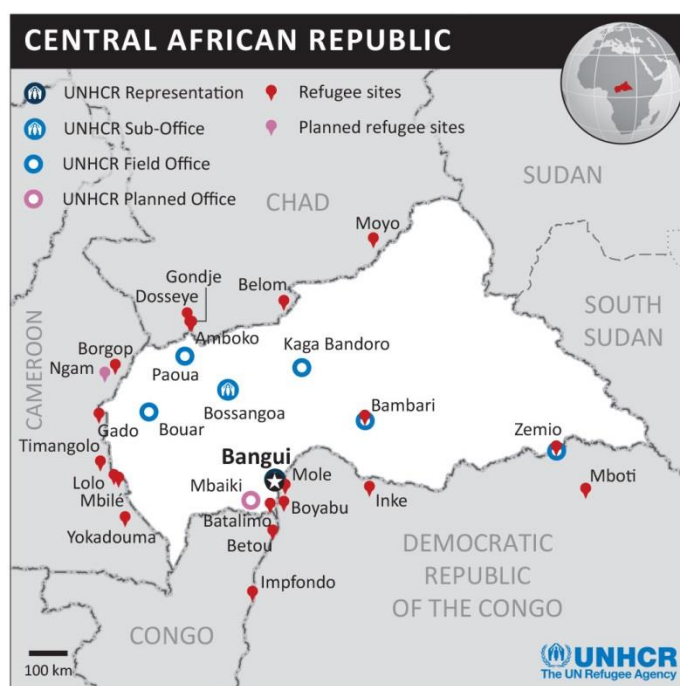 CENTRAL AFRICAN REPUBLIC
UNHCR Representation
Refugee sites
UNHCR Sub-Office
Planned refugee sites
UNHCR Field Office
UNHCR Planned Office
SUDAN
CHAD
Moyo
Gondje
Dosseye
Belom
SOUTH
SUDAN
Amboko
Kaga Bandoro
CAMEROON
Borgop
Ngam
Paoua
Bossangoa
Bambari
Gado
Bouar
Zemio
Timangolo
Bangui
Mole
Mboti
Lolo
Mbaiki
Inke
Mbilé
Boyabu
Batalimo
Yokadouma
Betou
DEMOCRATIC
REPUBLIC
OF THE CONGO
Impfondo
CONGO
100 km
UNHCR
The UN Refugee Agency